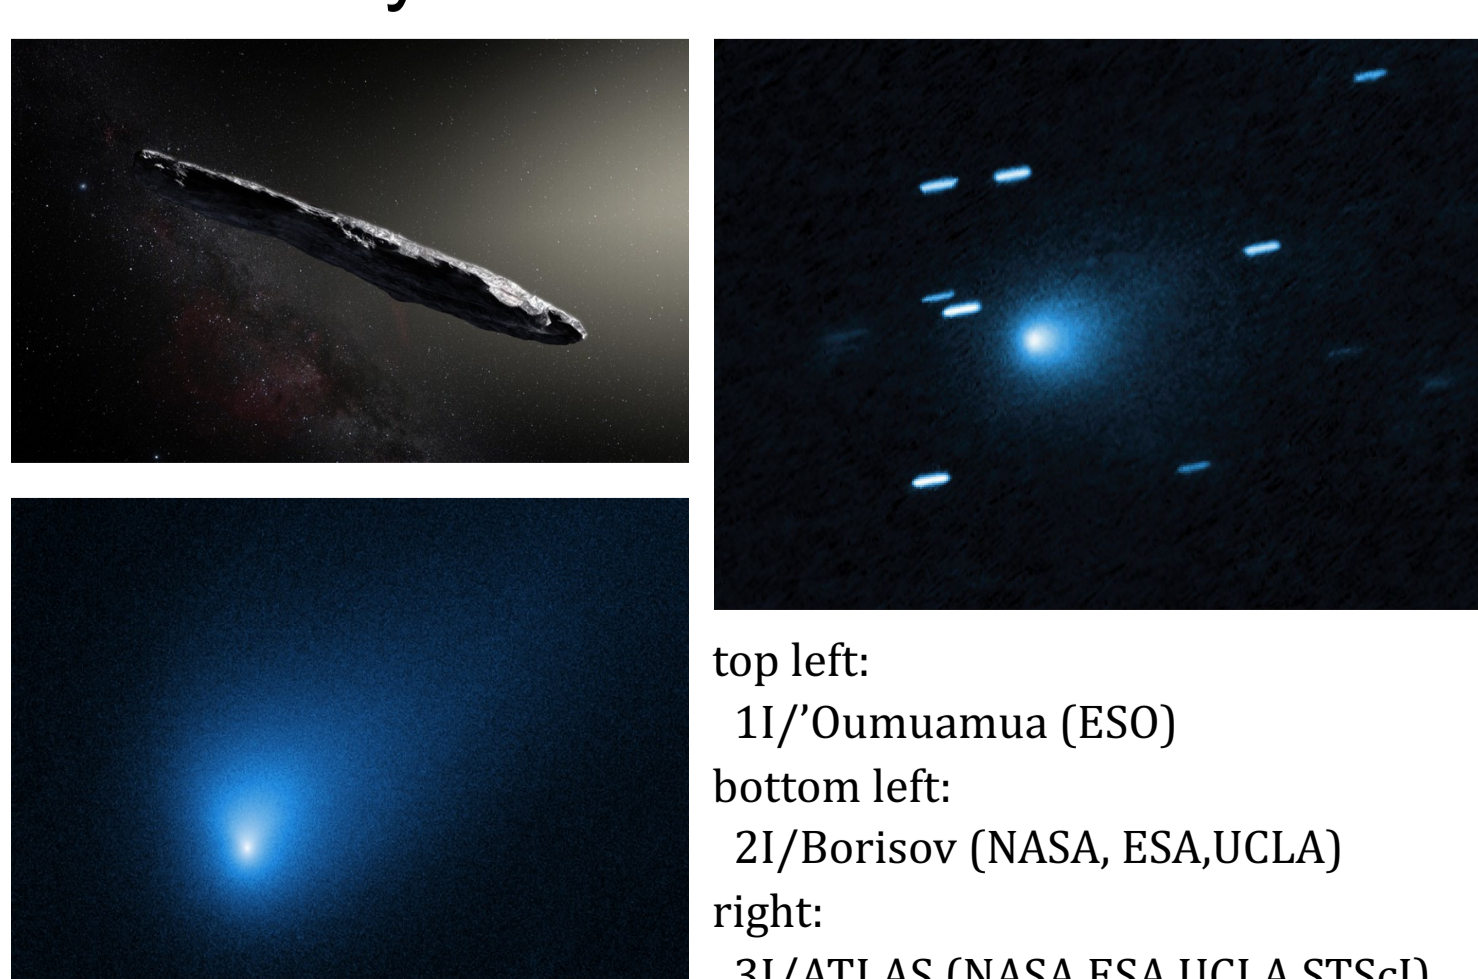 top left:
1I/’Oumuamua (ESO)
bottom left:
2I/Borisov (NASA, ESA,UCLA)
right:
3I/ATLAS (NASA,ESA,UCLA,STScI)